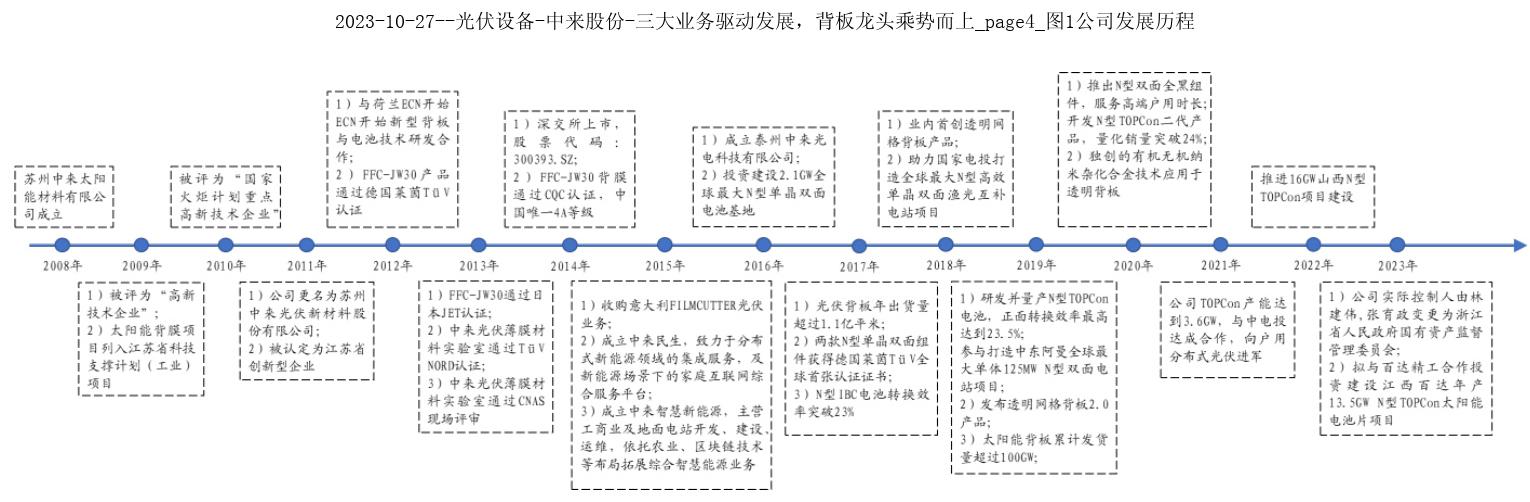 2023-10-27--光伏设备-中来股份-三大业务驱动发展，背板龙头乘势而上_page4_图1公司发展历程
苏州中来太阳
能材料有限公
司成立
被评为“国家
火炬计划重点
高新技术企业”
1）与荷兰ECN开始
ECN开始新型背板
与电池技术研发合
作；
2）FFC-JW30产品
通过德国莱茵TüV
认证
1）深交所上市，
股票代码：
300393.SZ;
2）FFC-JW30背膜
通过CQC认证，中
国唯一4A等级
1）成立泰州中来光
电科技有限公司；
2）投资建设2.1GW全
球最大N型单晶双面
电池基地
1）业内首创透明网
格背板产品；
2）助力国家电投打
造全球最大N型高效
单晶双面渔光互补
电站项目
1）推出N型双面全黑组
件，服务高端户用时长；
开发N型TOPCon二代产
品，量化销量突破24%；
2）独创的有机无机纳
米杂化合金技术应用于
透明背板
推进16GW山西N型
TOPCon项目建设
2008年
2009年
2010年
2011年
2012年
2013年
2014年
2015年
2016年
2017年
2018年
2019年
2020年
2021年
2022年
2023年
1）被评为“高新
技术企业”；
2）太阳能背膜项
目列入江苏省科技
支撑计划（工业）
项目
1）公司更名为苏州
中来光伏新材料股
份有限公司；
2）被认定为江苏省
创新型企业
1）FFC-JW30通过日
本JET认证；
2）中来光伏薄膜材
料实验室通过TüV
NORD认证；
3）中来光伏薄膜材
料实验室通过CNAS
现场评审
1）收购意大利FILMCUTTER光伏
业务；
2）成立中来民生，致力于分布
式新能源领域的集成服务，及
新能源场景下的家庭互联网综
合服务平台；
3）成立中来智慧新能源，主营
工商业及地面电站开发、建设、
运维，依托农业、区块链技术
等布局拓展综合智慧能源业务
1）光伏背板年出货量
超过1.1亿平米；
2）两款N型单晶双面组
件获得德国莱茵TüV全
球首张认证证书；
3）N型IBC电池转换效
率突破23%
1）研发并量产N型TOPCon
电池，正面转换效率最高
达到23.5%；
参与打造中东阿曼全球最
大单体125MW N型双面电
站项目；
2）发布透明网格背板2.0
产品；
3）太阳能背板累计发货
量超过100GW；
公司TOPCon产能达
到3.6GW，与中电投
达成合作，向户用
分布式光伏进军
1）公司实际控制人由林
建伟,张育政变更为浙江
省人民政府国有资产监督
管理委员会；
2）拟与百达精工合作投
资建设江西百达年产
13.5GW N型TOPCon太阳能
电池片项目